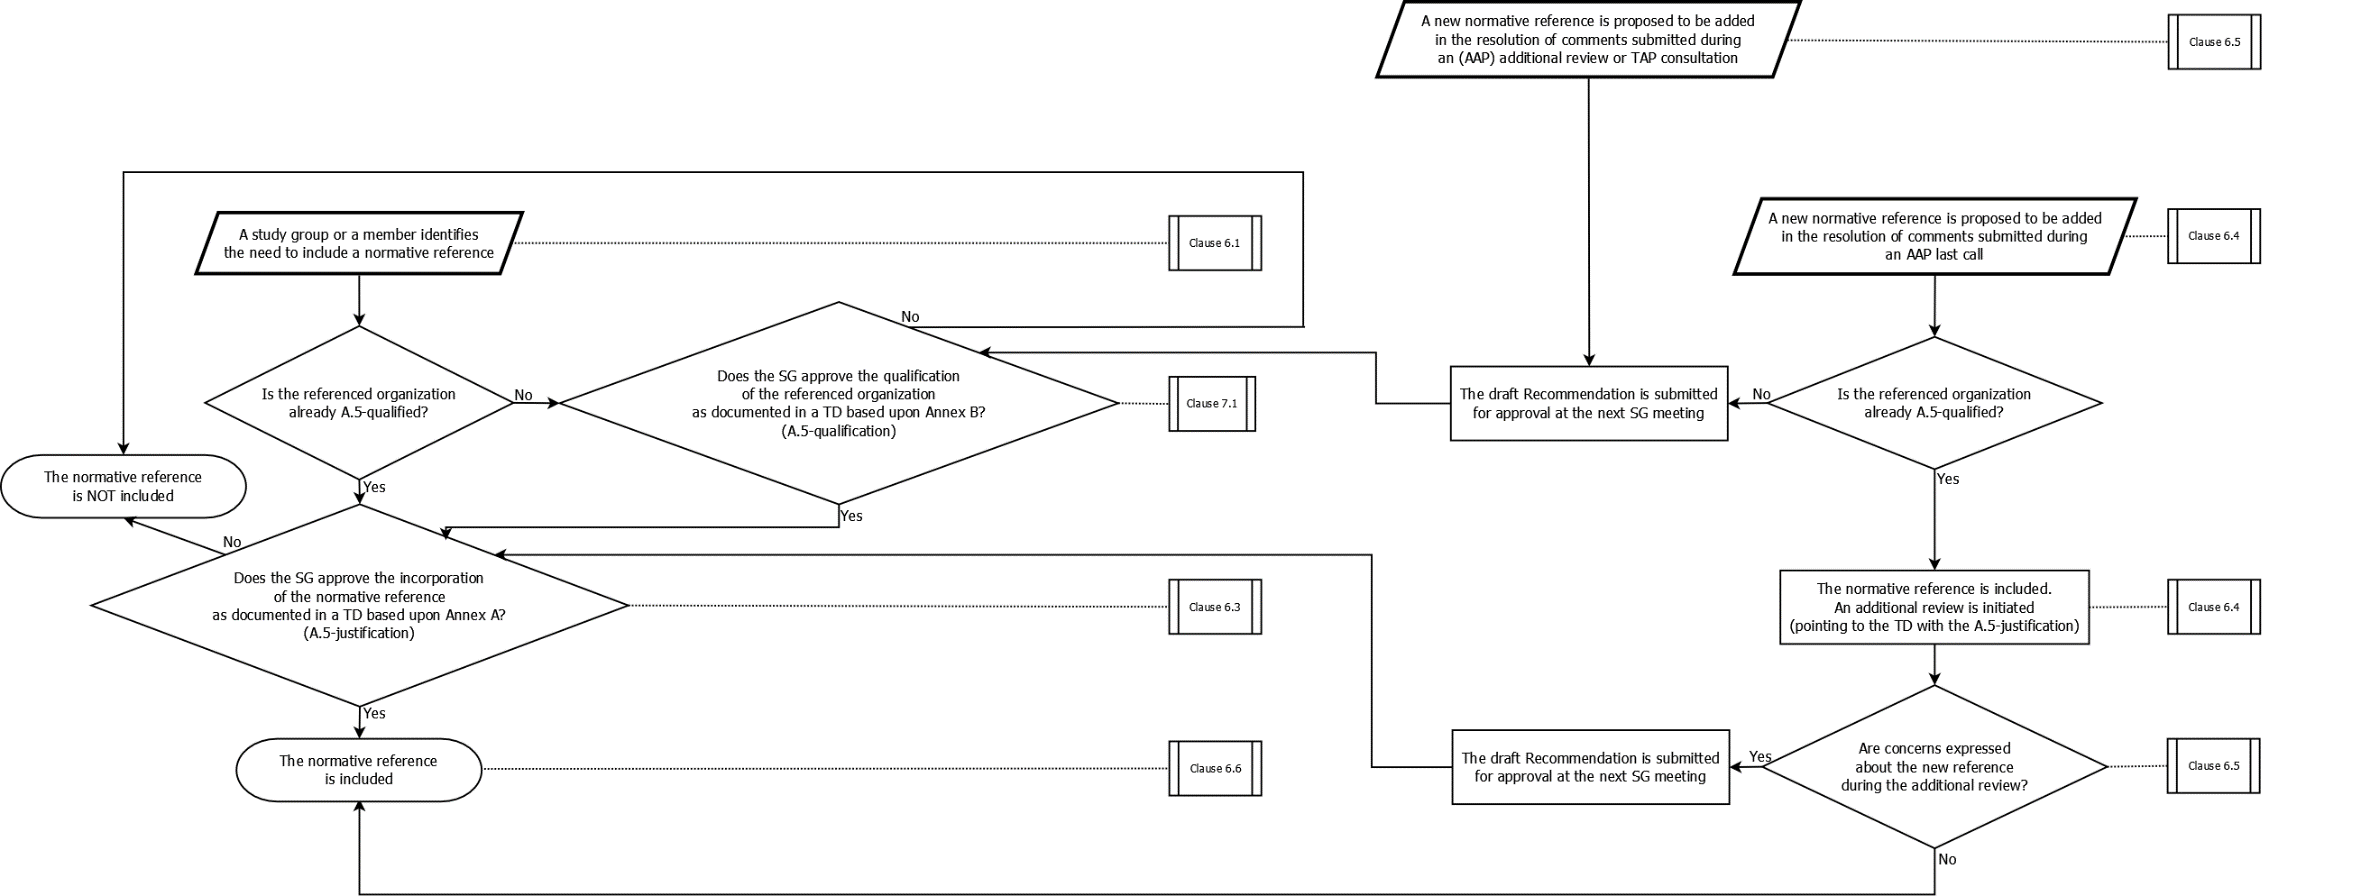 A new normative reference is proposed to be added
in the resolution of comments submitted during
an (AAP) additional review or TAP consultation
Clause 6.5
A study group or a member identifies
the need to include a normative reference
Clause 6.1
A new normative reference is proposed to be added
in the resolution of comments submitted during
an AAP last call
Clause 6.4
No
Is the referenced organization
already A.5-qualified?
No
Does the SG approve the qualification
of the referenced organization
as documented in a TD based upon Annex B?
(A.5-qualification)
Clause 7.1
The draft Recommendation is submitted
for approval at the next SG meeting
No
Is the referenced organization
already A.5-qualified?
The normative reference
is NOT included
Yes
Yes
Yes
No
Does the SG approve the incorporation
of the normative reference
as documented in a TD based upon Annex A?
(A.5-justification)
Clause 6.3
The normative reference is included.
An additional review is initiated
(pointing to the TD with the A.5-justification)
Clause 6.4
Yes
The normative reference
is included
Clause 6.6
The draft Recommendation is submitted
for approval at the next SG meeting
Yes
Are concerns expressed
about the new reference
during the additional review?
Clause 6.5
No